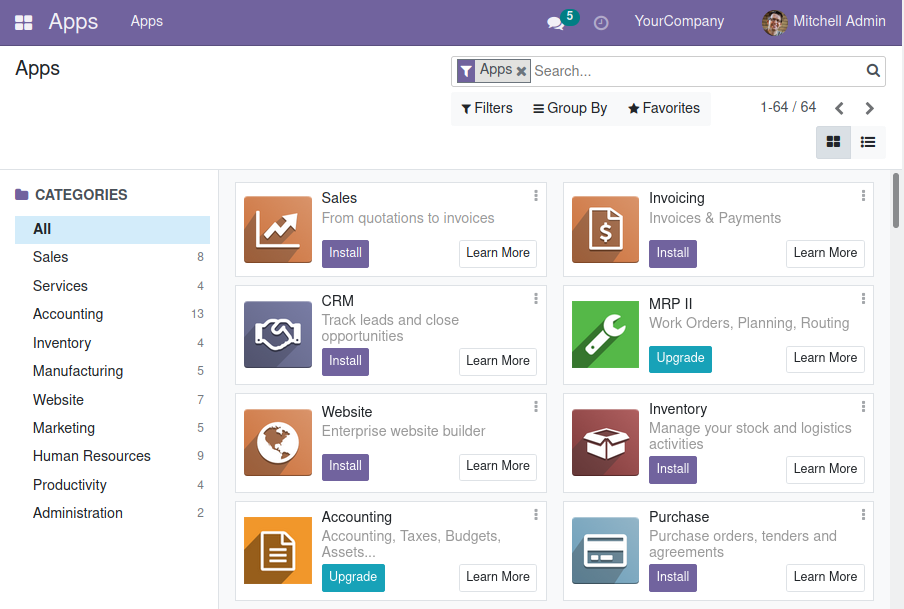 Apps
Apps
5
YourCompany
Mitchell Admin
Apps
Apps
Search...
Filters
Group By
Favorites
1-64 / 64
CATEGORIES
All
Sales 8
Services 4
Accounting 13
Inventory 4
Manufacturing 5
Website 7
Marketing 5
Human Resources 9
Productivity 4
Administration 2
Sales
From quotations to invoices
Install
Learn More
Invoicing
Invoices & Payments
$
Install
Learn More
CRM
Track leads and close
opportunities
Install
Learn More
MRP II
Work Orders, Planning, Routing
Upgrade
Learn More
Website
Enterprise website builder
Install
Learn More
Inventory
Manage your stock and logistics
activities
Install
Learn More
Accounting
Accounting, Taxes, Budgets,
Assets...
Upgrade
Learn More
Purchase
Purchase orders, tenders and
agreements
Install
Learn More